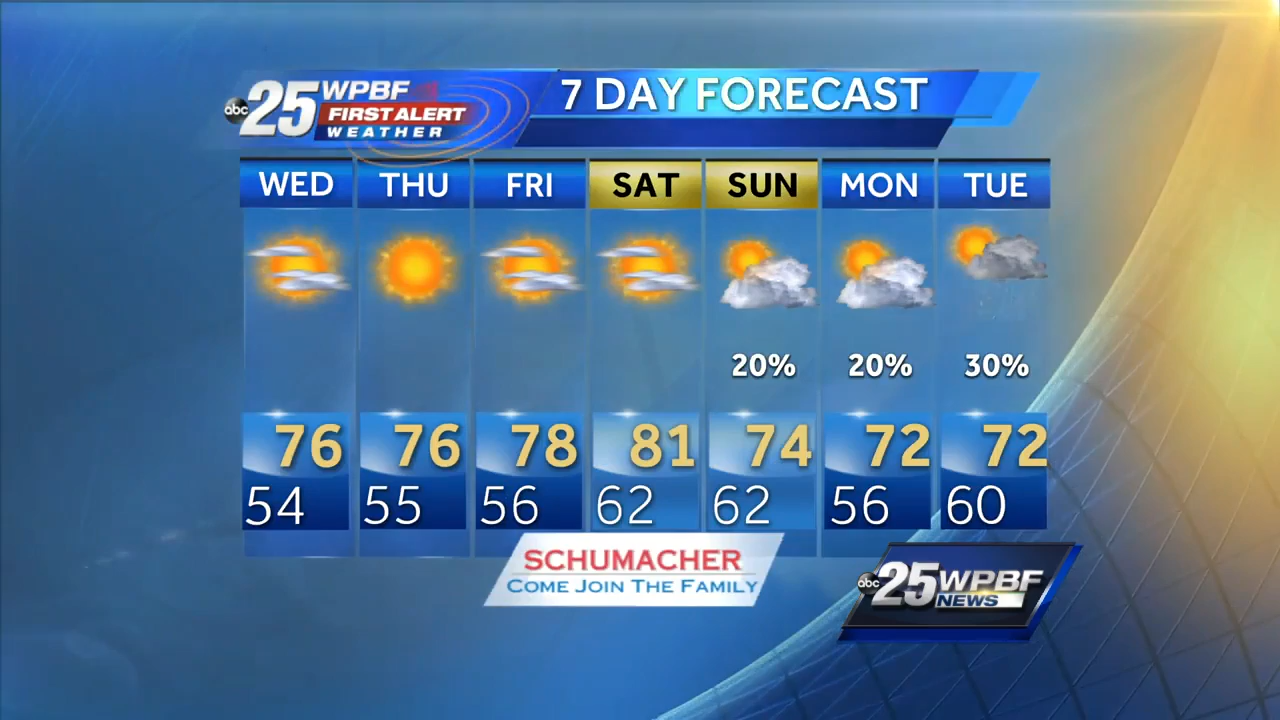 abc 25 WPBF
FIRST ALERT
WEATHER
7 DAY FORECAST
WED THU FRI SAT SUN MON TUE
20% 20% 30%
76 76 78 81 74 72 72
54 55 56 62 62 56 60
SCHUMACHER
COME JOIN THE FAMILY
abc 25 WPBF
NEWS